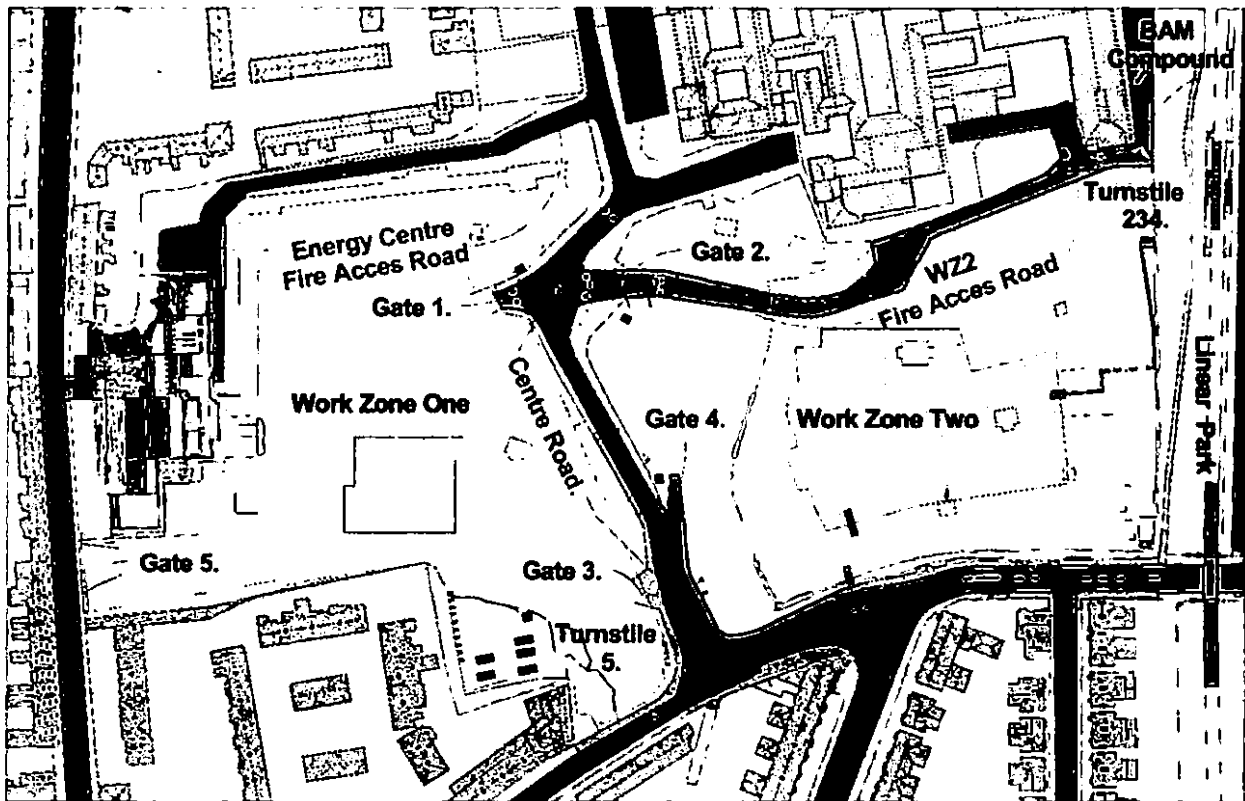 BAM
Compound
Turnstile
234.
Energy Centre
Fire Acces Road
Gate 2.
WZ2
Fire Acces Road
Gate 1.
Linear Park
Centre Road.
Work Zone One
Gate 4.
Work Zone Two
Gate 5.
Gate 3.
Turnstile
5.